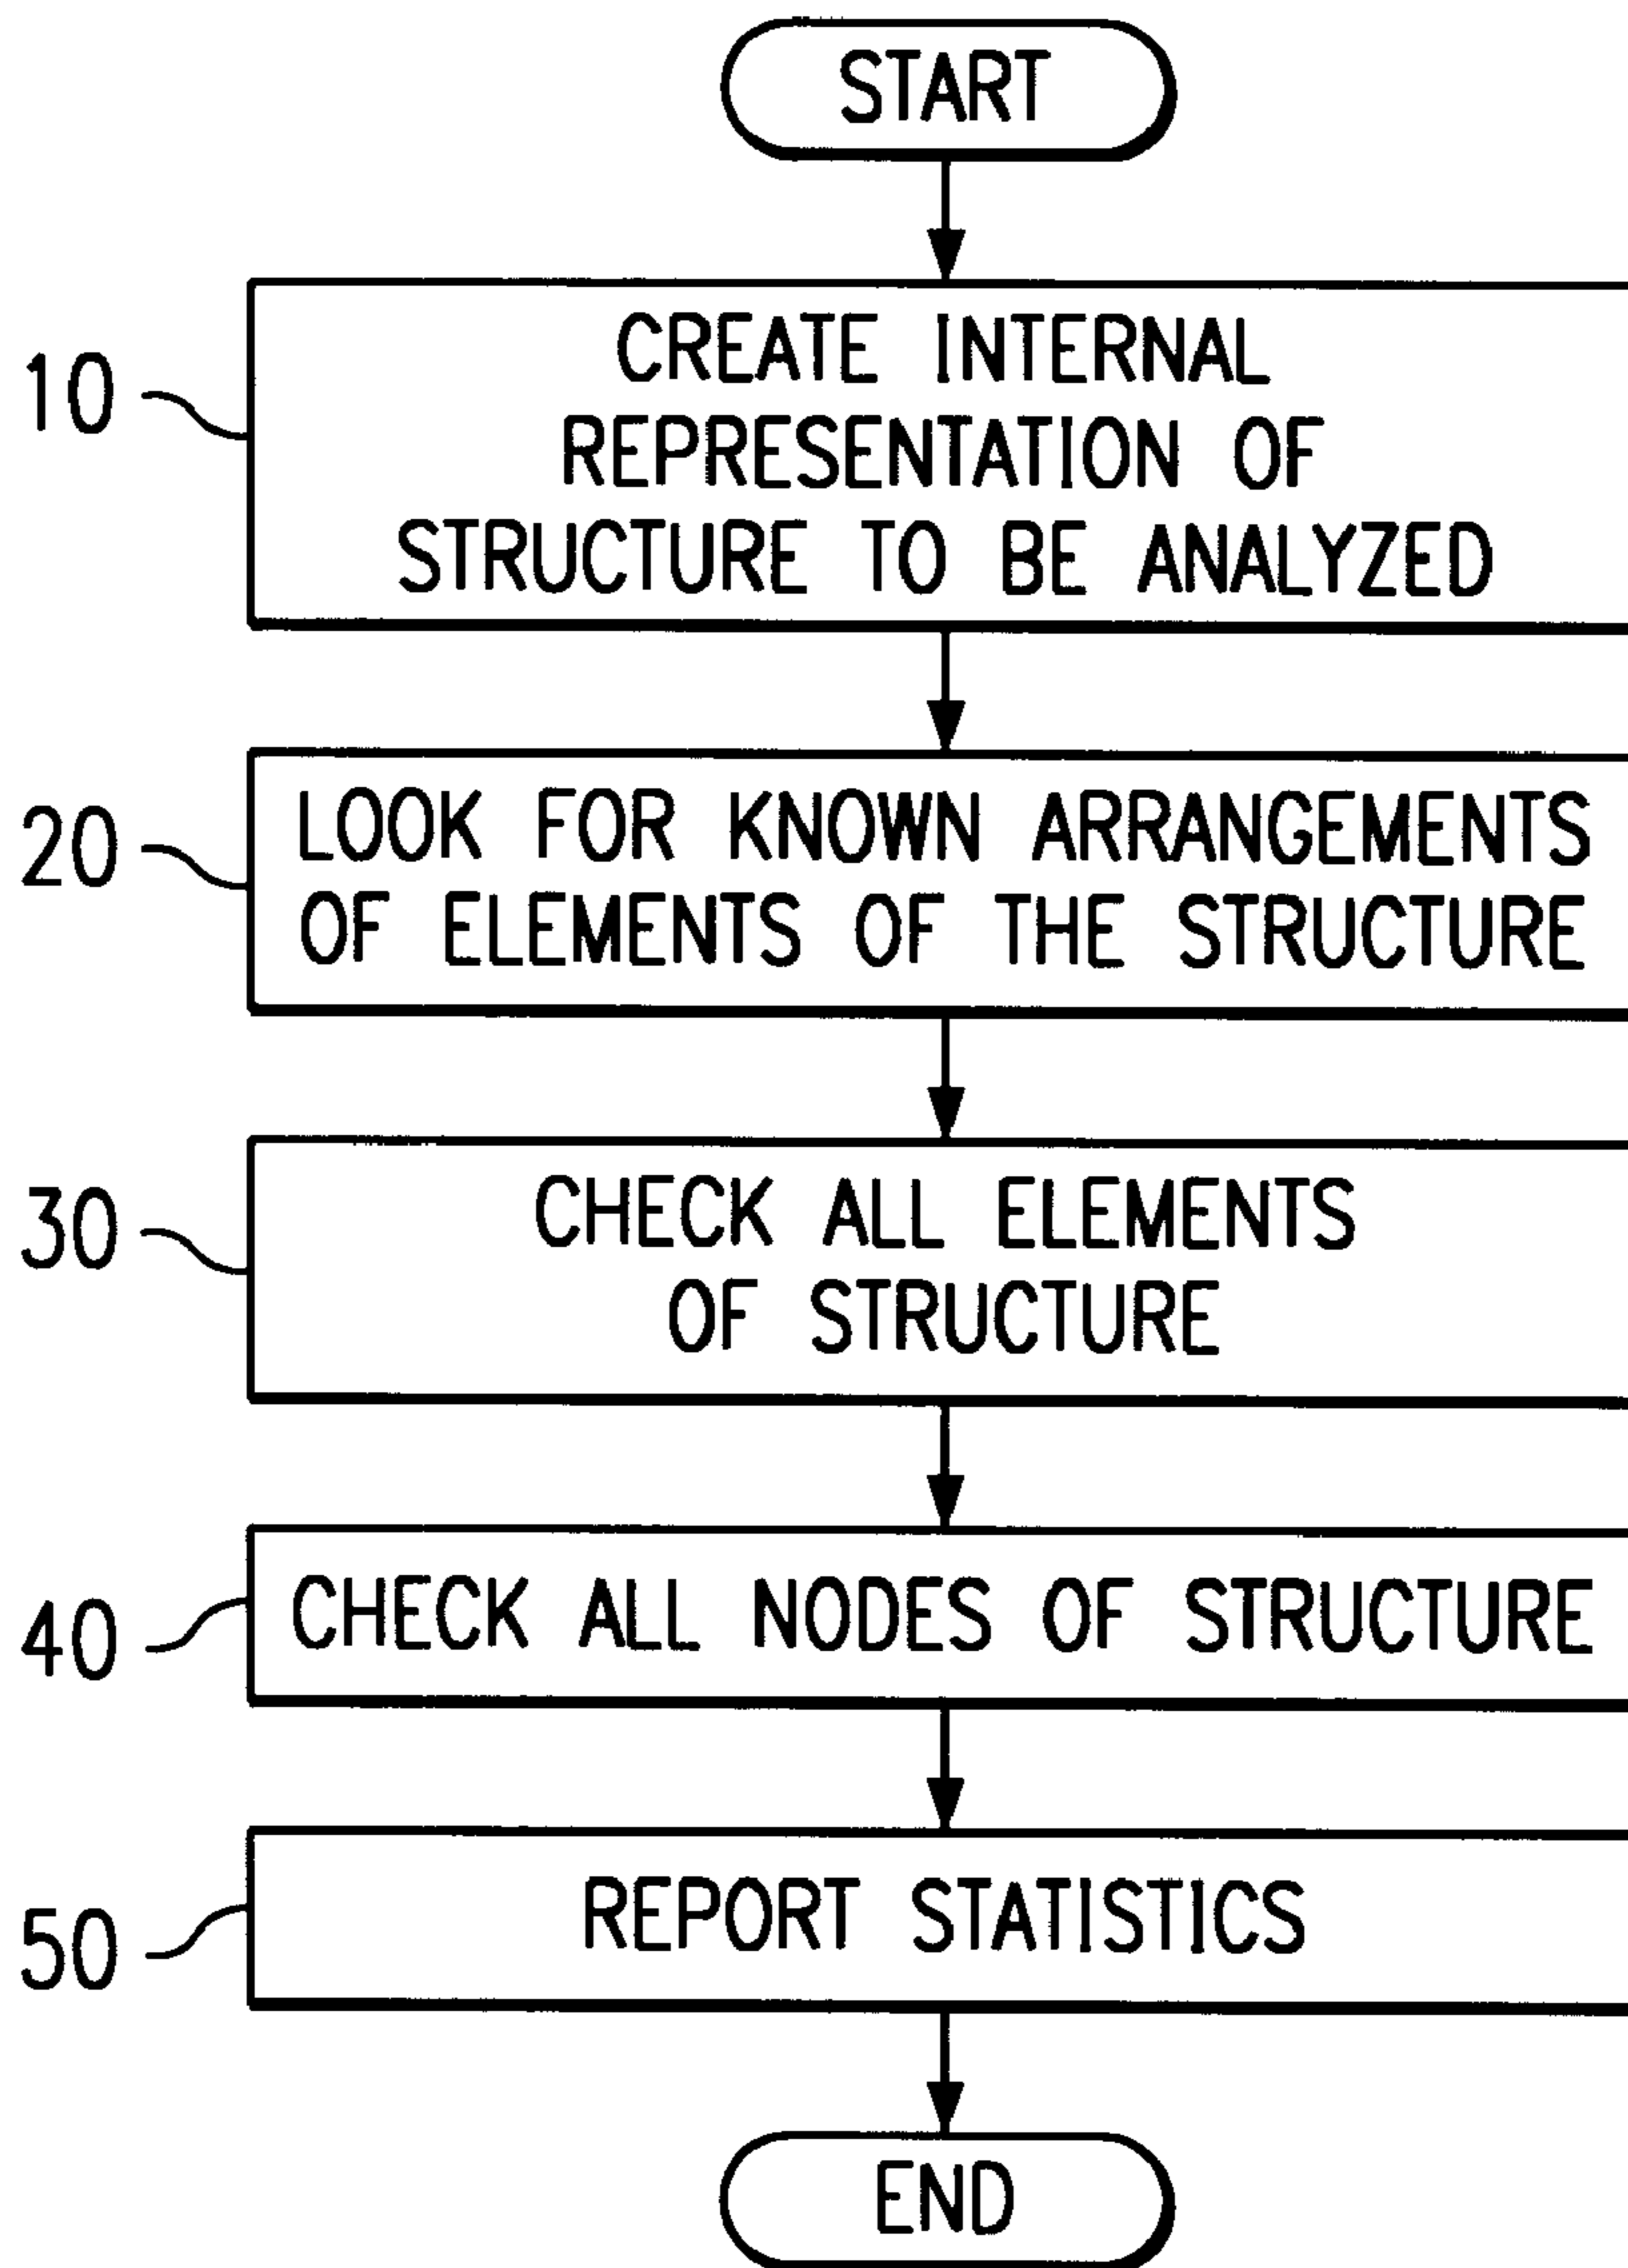 START
10
CREATE INTERNAL
REPRESENTATION OF
STRUCTURE TO BE ANALYZED
20
LOOK FOR KNOWN ARRANGEMENTS
OF ELEMENTS OF THE STRUCTURE
30
CHECK ALL ELEMENTS
OF STRUCTURE
40
CHECK ALL NODES OF STRUCTURE
50
REPORT STATISTICS
END